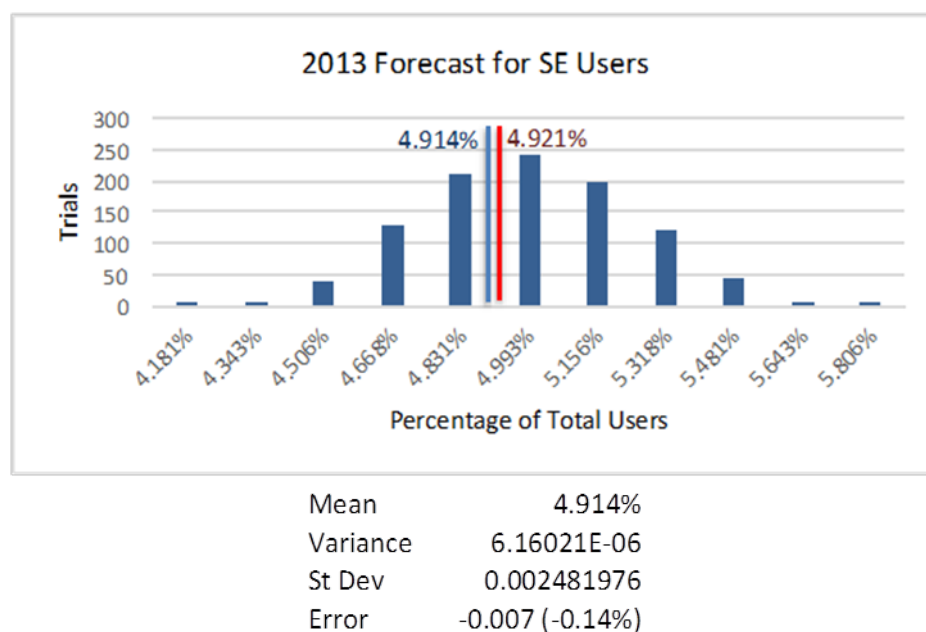 2013 Forecast for SE Users
300
250
200
150
100
50
0
Trials
4.914%
4.921%
4.181%
4.343%
4.506%
4.668%
4.831%
4.993%
5.156%
5.318%
5.481%
5.643%
5.806%
Percentage of Total Users
Mean 4.914%
Variance 6.16021E-06
St Dev 0.002481976
Error -0.007 (-0.14%)